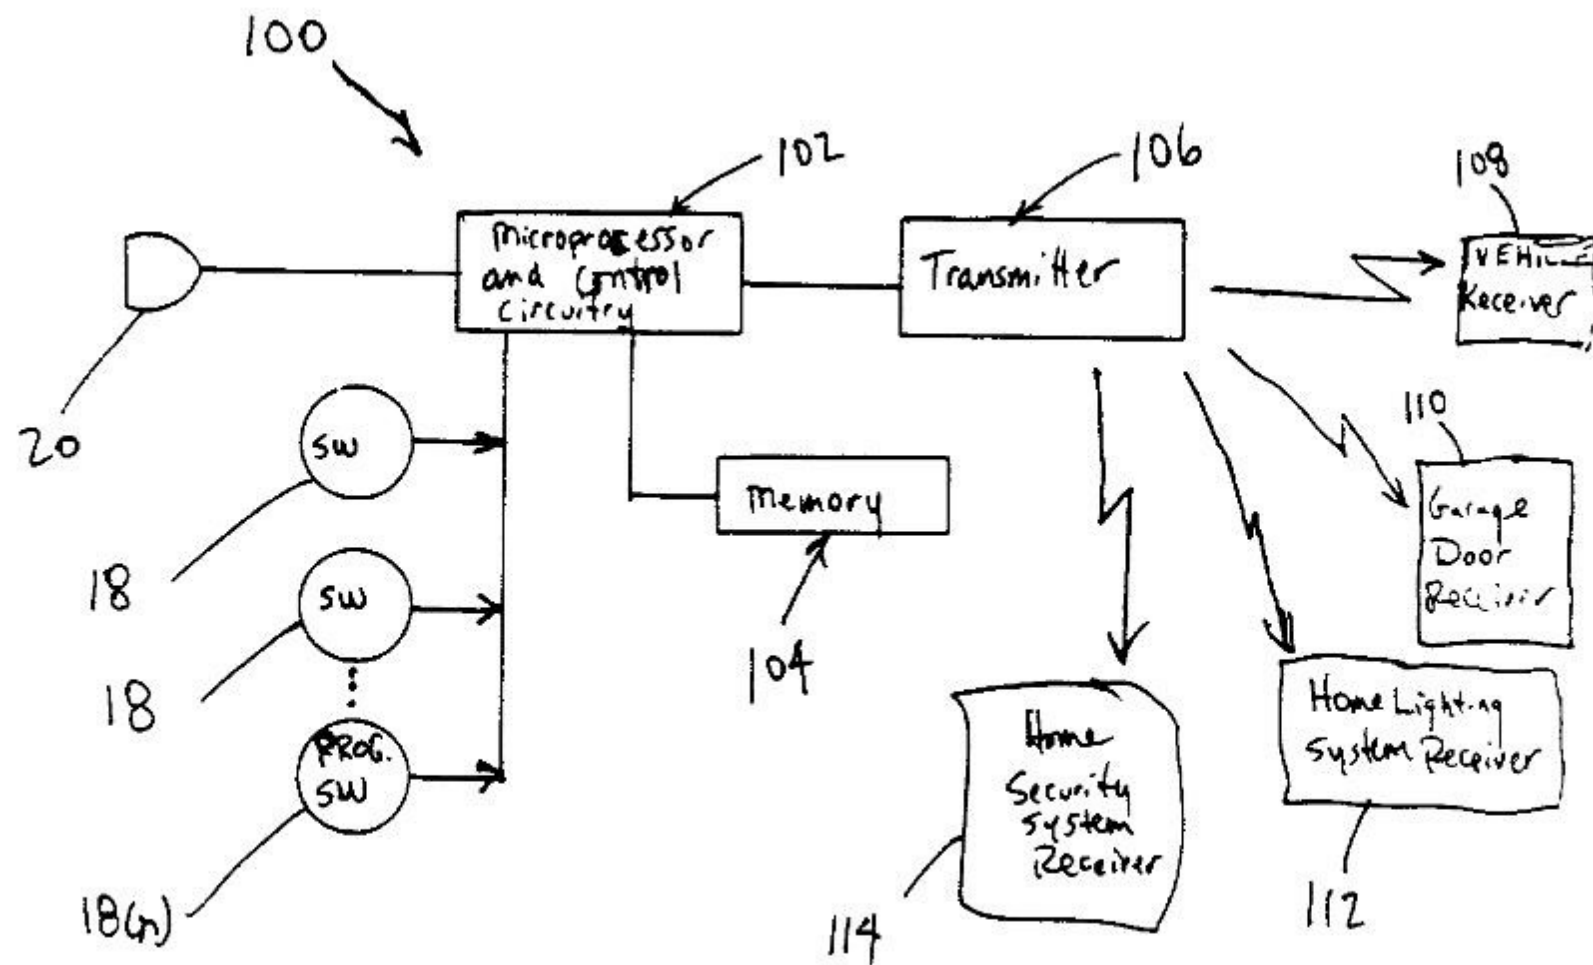 100
102
106
108
Microprocessor
and control
circuitry
Transmitter
VEHICLE
Receiver
20
SW
18
Memory
104
110
Garage
Door
Receiver
SW
18
PROG.
SW
18(n)
Home
Security
System
Receiver
114
Home Lighting
System Receiver
112